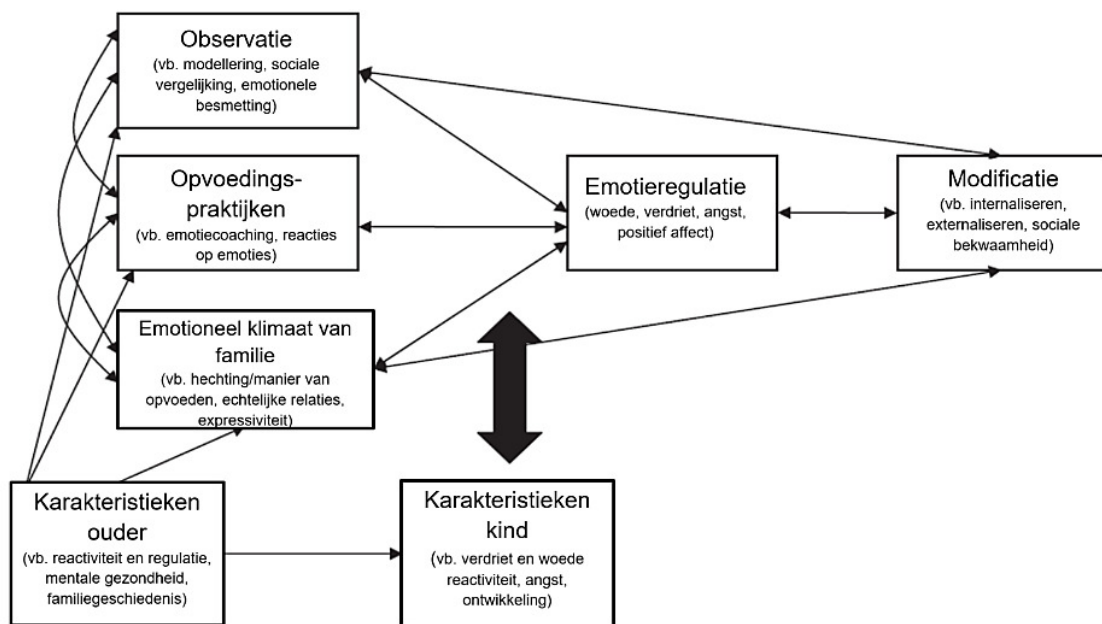 Observatie
(vb. modellering, sociale
vergelijking, emotionele
besmetting)
Opvoedings-
praktijken
(vb. emotiecoaching, reacties
op emoties)
Emotioneel klimaat van
familie
(vb. hechting/manier van
opvoeden, echtelijke relaties,
expressiviteit)
Karakteristieken
ouder
(vb. reactiviteit en regulatie,
mentale gezondheid,
familiegeschiedenis)
Karakteristieken
kind
(vb. verdriet en woede
reactiviteit, angst,
ontwikkeling)
Emotieregulatie
(woede, verdriet, angst,
positief affect)
Modificatie
(vb. internaliseren,
externaliseren, sociale
bekwaamheid)